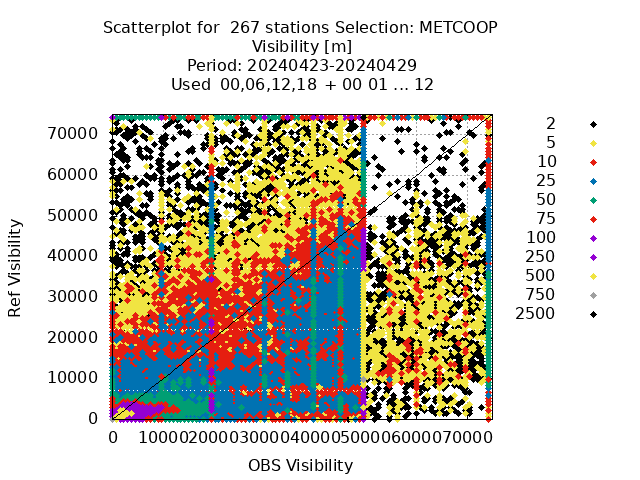 Scatterplot for 267 stations Selection: METCOOP
Visibility [m]
Period: 20240423-20240429
Used 00,06,12,18 + 00 01 ... 12
70000
60000
50000
40000
30000
20000
10000
0
Ref Visibility
0 10000 20000 30000 40000 50000 60000 70000
OBS Visibility
2
5
10
25
50
75
100
250
500
750
2500